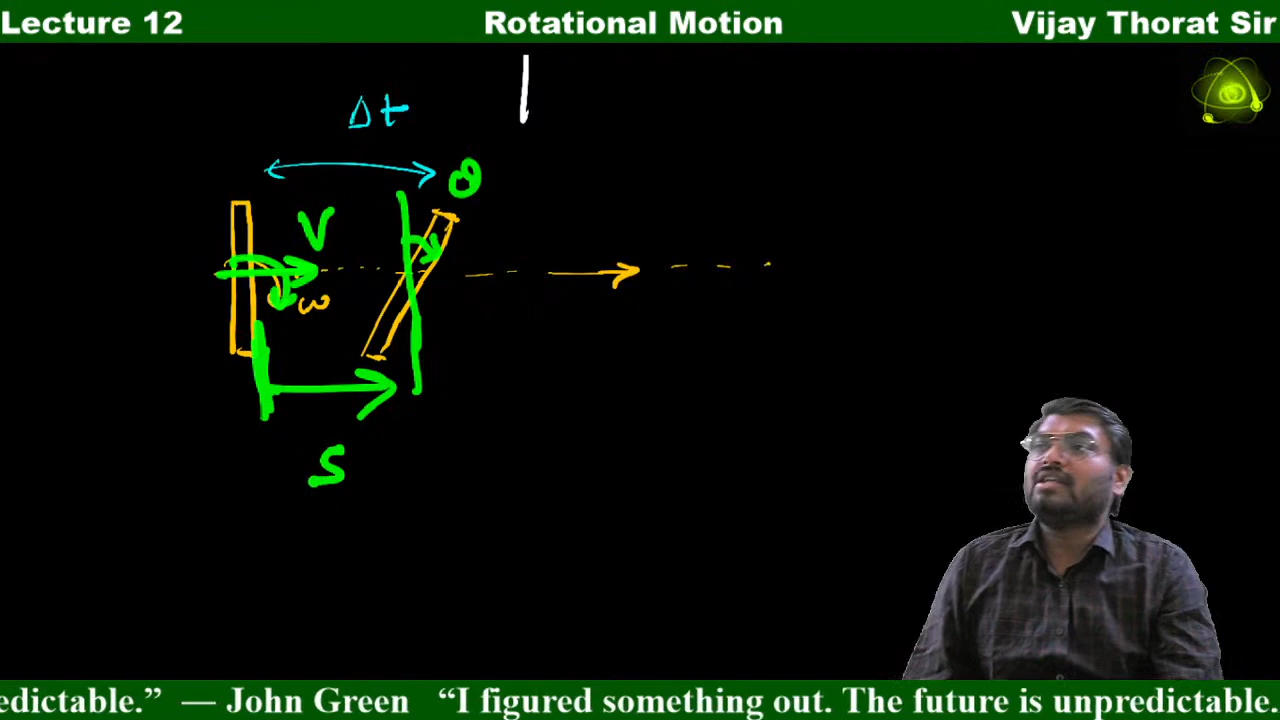 Lecture 12 Rotational Motion Vijay Thorat Sir
Δt
θ
V
ω
S
edictable.” — John Green “I figured something out. The future is unpredictable.